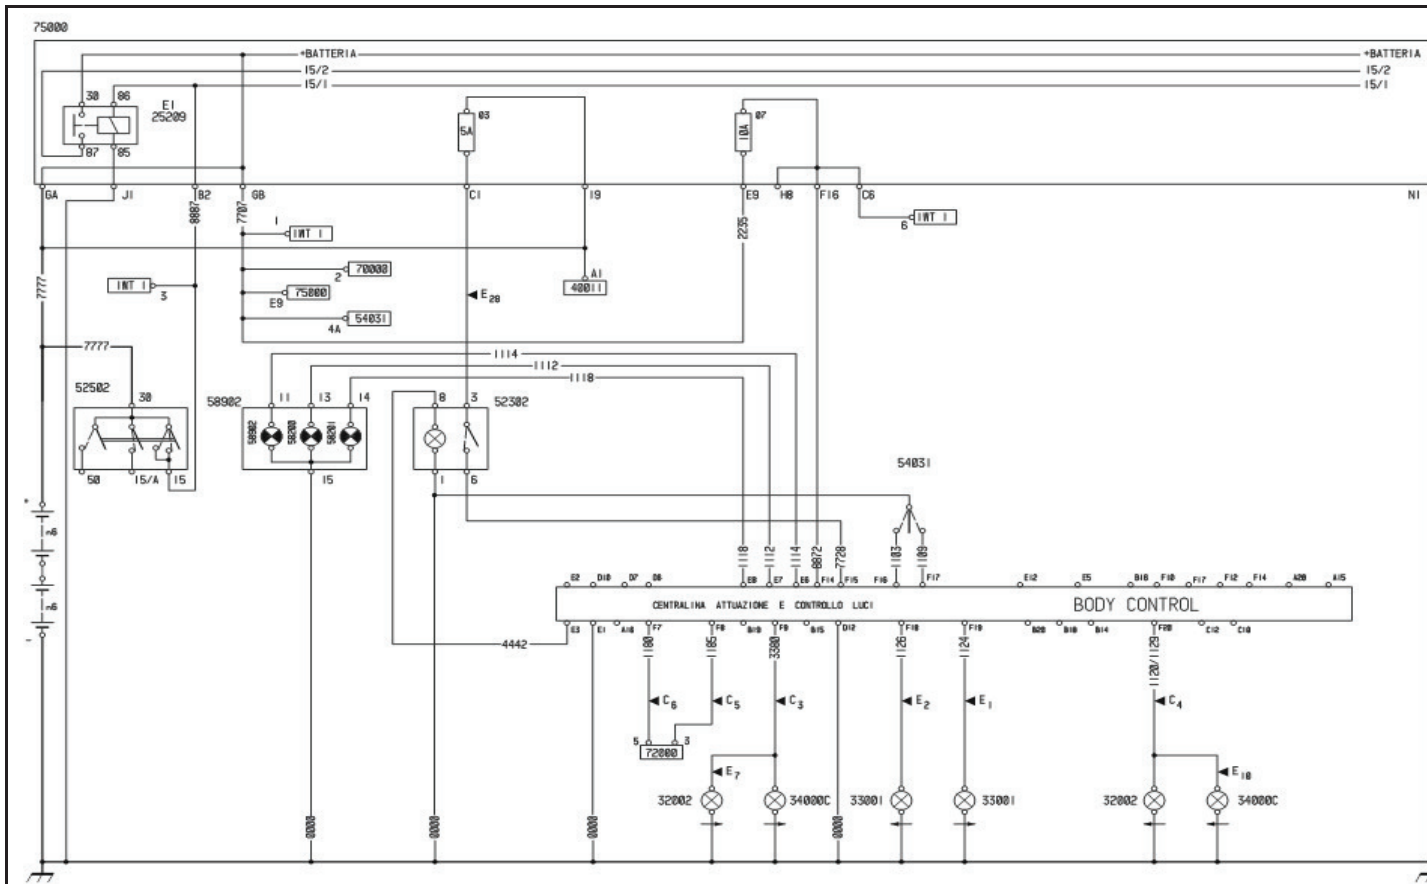 75000
+BATTERIA +BATTERIA
15/2 15/2
15/1 15/1
30 86 E1
25209
03 07
5A 10A
87 85
GA J1 B2 GB C1 19 E9 H8 F16 C6 N1
8887 7707 2235
1 INT 1
6 INT 1
2 70000
A1
40011
7777
INT 1 3
E9 75000
E28
4A 54031
7777
1114
1112
1118
52502 30
58902 11 13 14
8 3 52302
58902 58200 58201
54031
50 15/A 15
15
1 6
+
n6
n6
-
1118 1112 1114 8872 7728 1103 1109
E2 D10 D7 D8 E8 E7 E6 F14 F15 F16 F17 E12 E5 B16 F10 F17 F12 F14 A20 A15
CENTRALINA ATTUAZIONE E CONTROLLO LUCI BODY CONTROL
E3 E1 A16 F7 F8 B19 F9 B15 D12 F18 F19 B20 B18 B14 F20 C12 C10
4442
1180 1185 3380 1126 1124 1120/1129
C6 C5 C3 E2 E1 C4
5 3
72000
E7 E10
32002 34000C 33001 33001 32002 34000C
0000 0000 0000 0000